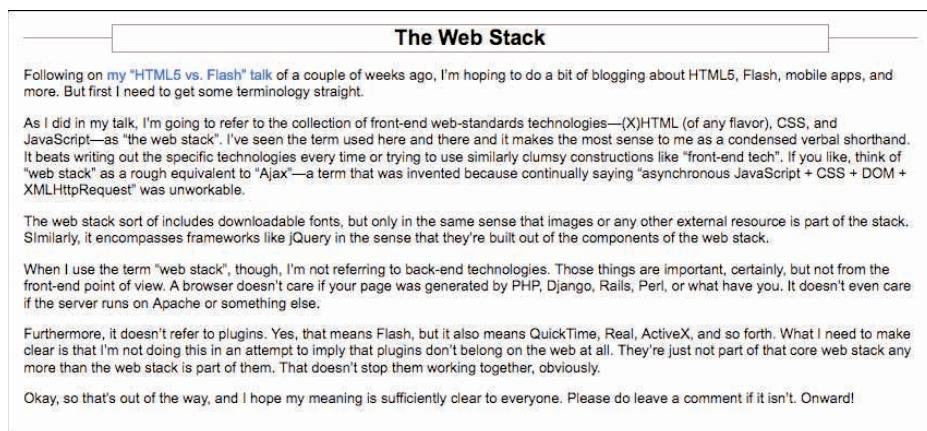 The Web Stack
Following on my "HTML5 vs. Flash" talk of a couple of weeks ago, I'm hoping to do a bit of blogging about HTML5, Flash, mobile apps, and
more. But first I need to get some terminology straight.
As I did in my talk, I'm going to refer to the collection of front-end web-standards technologies—(X)HTML (of any flavor), CSS, and
JavaScript—as "the web stack". I've seen the term used here and there and it makes the most sense to me as a condensed verbal shorthand.
It beats writing out the specific technologies every time or trying to use similarly clumsy constructions like "front-end tech". If you like, think of
"web stack" as a rough equivalent to "Ajax"—a term that was invented because continually saying "asynchronous JavaScript + CSS + DOM +
XMLHttpRequest" was unworkable.
The web stack sort of includes downloadable fonts, but only in the same sense that images or any other external resource is part of the stack.
SImilarly, it encompasses frameworks like jQuery in the sense that they're built out of the components of the web stack.
When I use the term "web stack", though, I'm not referring to back-end technologies. Those things are important, certainly, but not from the
front-end point of view. A browser doesn't care if your page was generated by PHP, Django, Rails, Perl, or what have you. It doesn't even care
if the server runs on Apache or something else.
Furthermore, it doesn't refer to plugins. Yes, that means Flash, but it also means QuickTime, Real, ActiveX, and so forth. What I need to make
clear is that I'm not doing this in an attempt to imply that plugins don't belong on the web at all. They're just not part of that core web stack any
more than the web stack is part of them. That doesn't stop them working together, obviously.
Okay, so that's out of the way, and I hope my meaning is sufficiently clear to everyone. Please do leave a comment if it isn't. Onward!